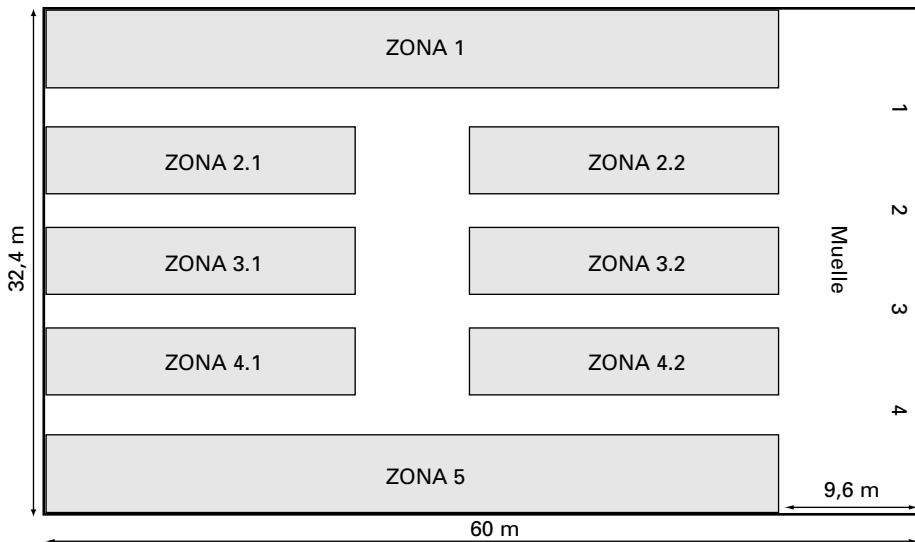 ZONA 1
1
ZONA 2.1
ZONA 2.2
2
32,4 m
ZONA 3.1
ZONA 3.2
Muelle
3
ZONA 4.1
ZONA 4.2
4
ZONA 5
9,6 m
60 m